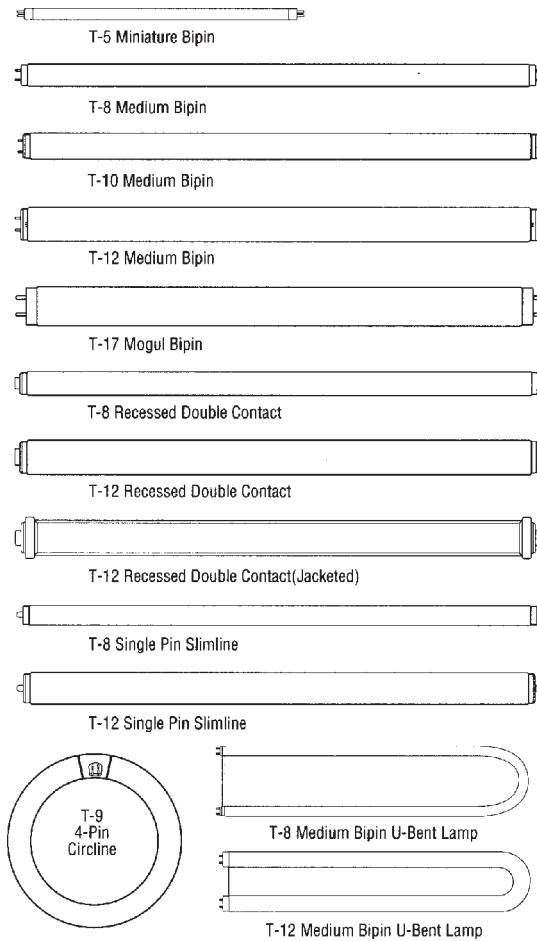 T-5 Miniature Bipin
T-8 Medium Bipin
T-10 Medium Bipin
T-12 Medium Bipin
T-17 Mogul Bipin
T-8 Recessed Double Contact
T-12 Recessed Double Contact
T-12 Recessed Double Contact(Jacketed)
T-8 Single Pin Slimline
T-12 Single Pin Slimline
T-9
4-Pin
Circline
T-8 Medium Bipin U-Bent Lamp
T-12 Medium Bipin U-Bent Lamp